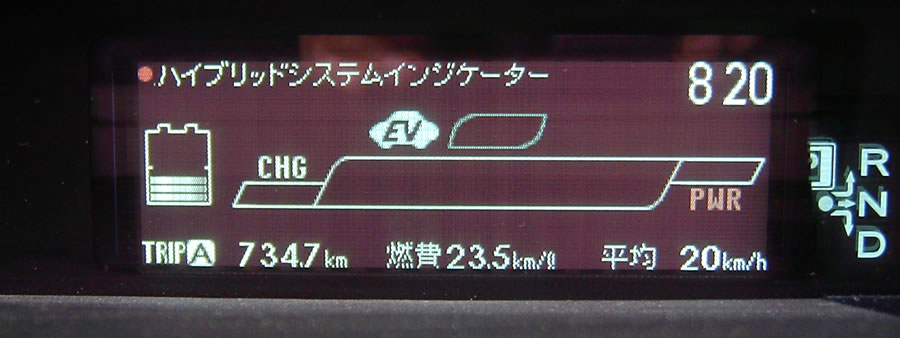 ハイブリッドシステムインジケーター
8 20
EV
CHG
PWR
TRIP A 734.7 km 燃費 23.5 km/ℓ 平均 20 km/h
P
R
N
D